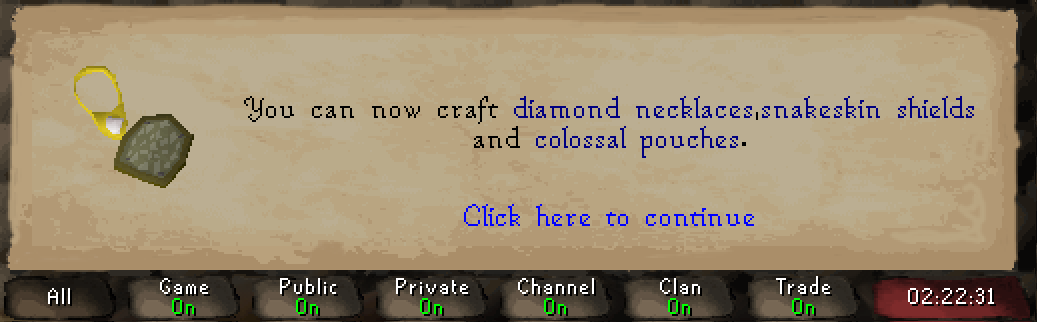 You can now craft diamond necklaces,snakeskin shields
and colossal pouches.
Click here to continue
All
Game
On
Public
On
Private
On
Channel
On
Clan
On
Trade
On
02:22:31